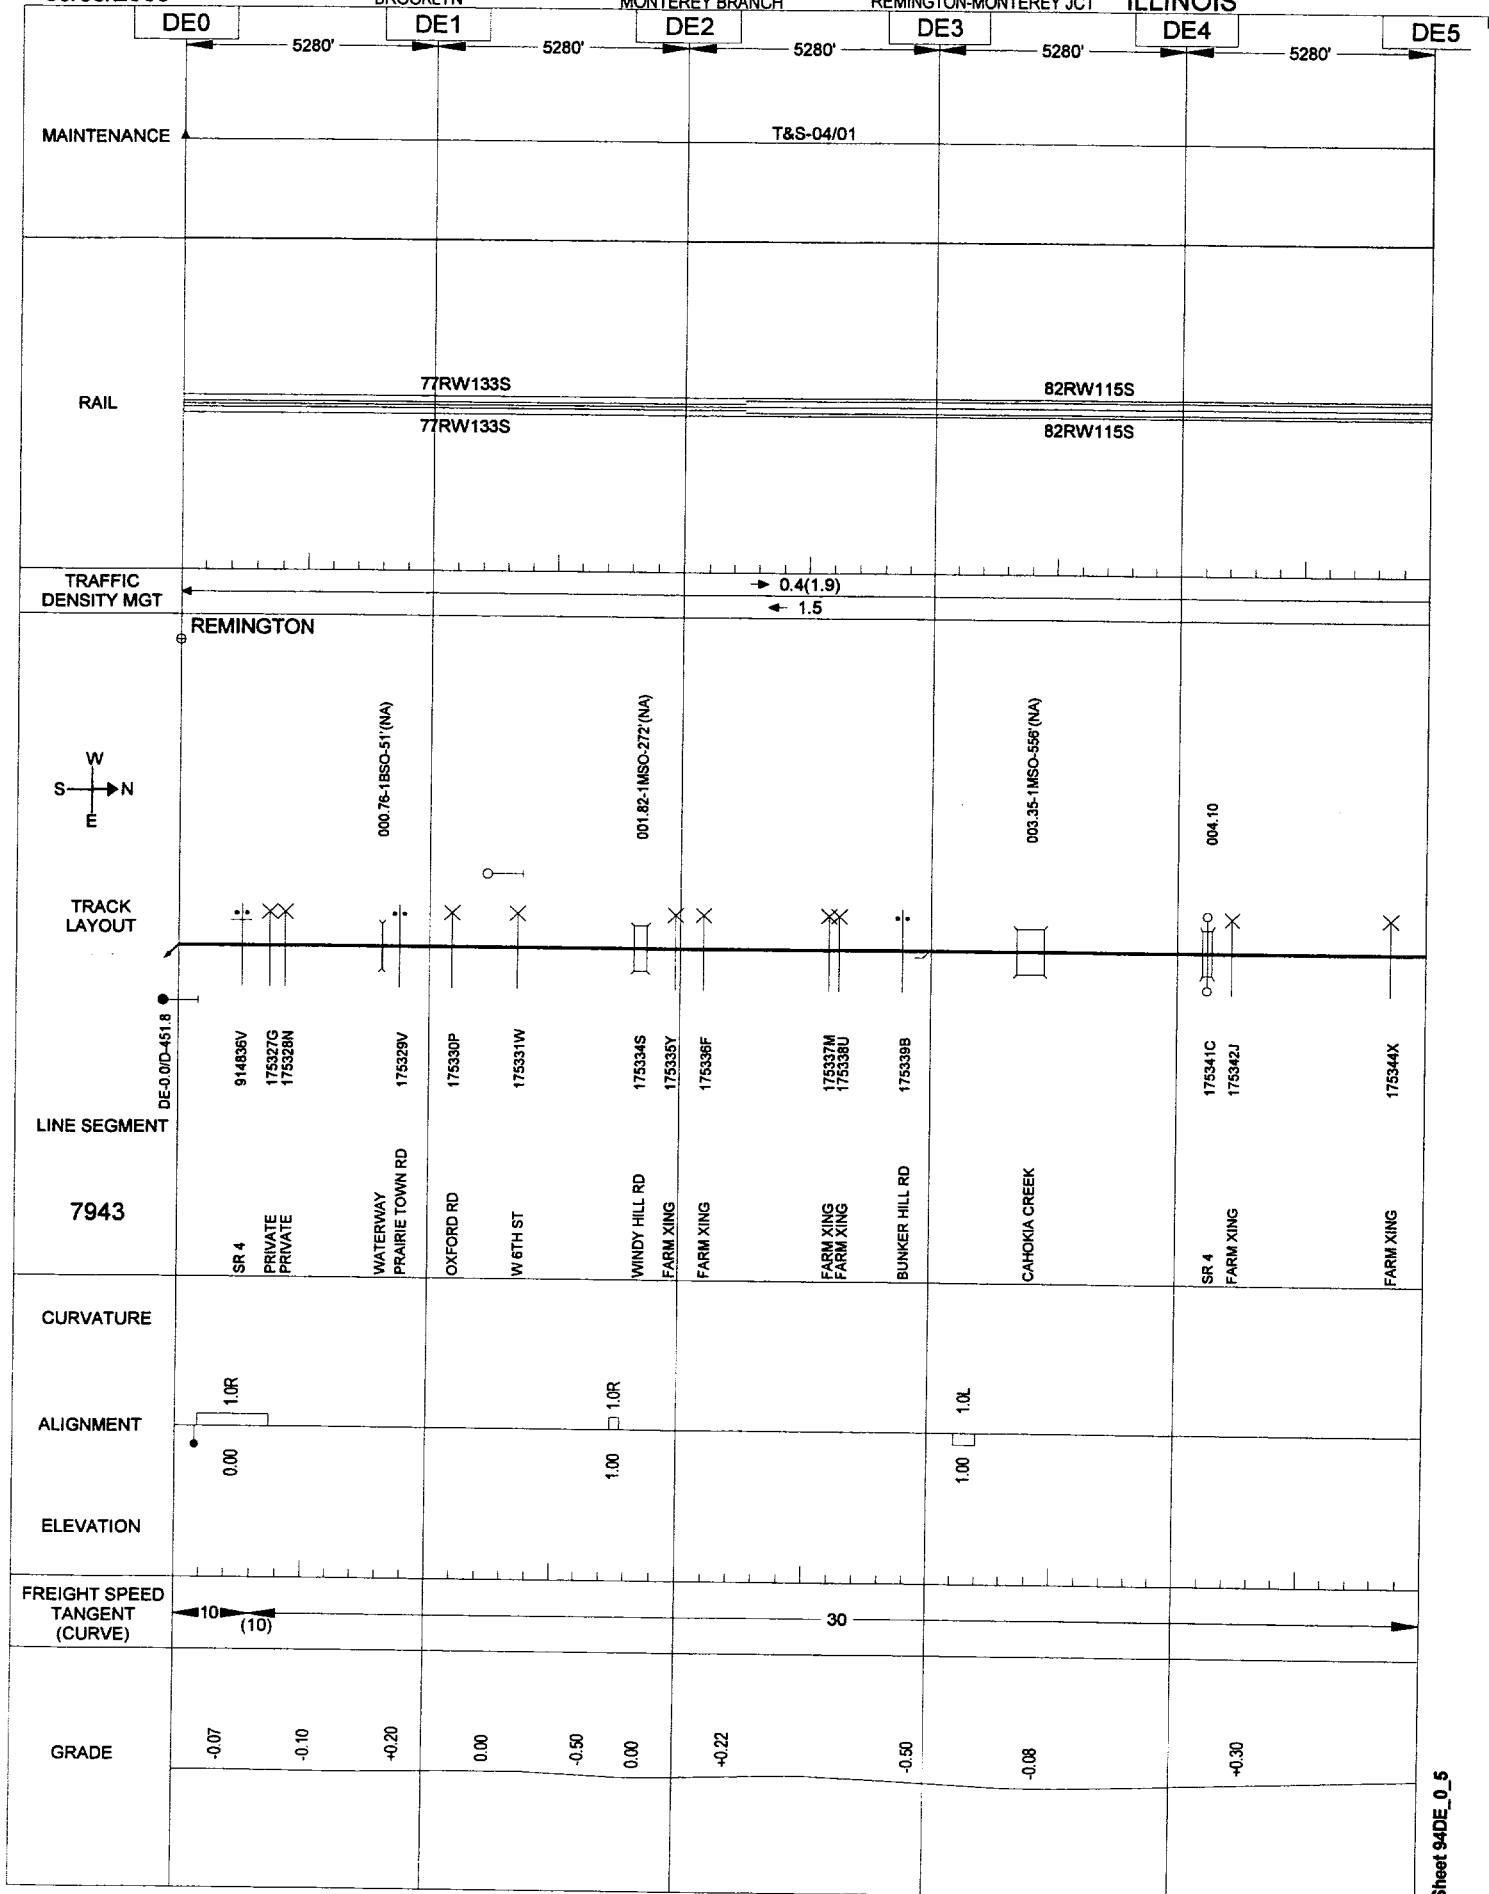 BROOKLYN MONTEREY BRANCH REMINGTON-MONTEREY JCT ILLINOIS
DE0 DE1 DE2 DE3 DE4 DE5
5280' 5280' 5280' 5280' 5280'
MAINTENANCE T&S-04/01
77RW133S 82RW115S
RAIL
77RW133S 82RW115S
TRAFFIC
DENSITY MGT
0.4(1.9)
1.5
REMINGTON
000.76-1BSO-51'(NA) 001.82-1MSO-272'(NA) 003.35-1MSO-556'(NA) 004.10
W
S N
E
TRACK
LAYOUT
DE-0.0/D-451.8 914836V 175327G 175328N 175329V 175330P 175331W 175334S 175335Y 175336F 175337M 175338U 175339B 175341C 175342J 175344X
LINE SEGMENT
7943
SR 4 PRIVATE PRIVATE WATERWAY PRAIRIE TOWN RD OXFORD RD W 6TH ST WINDY HILL RD FARM XING FARM XING FARM XING FARM XING BUNKER HILL RD CAHOKIA CREEK SR 4 FARM XING FARM XING
CURVATURE
1.0R 1.0R 1.0L
ALIGNMENT
0.00 1.00 1.00
ELEVATION
FREIGHT SPEED
TANGENT
(CURVE)
10 (10) 30
GRADE
-0.07 -0.10 +0.20 0.00 -0.50 0.00 +0.22 -0.50 -0.08 +0.30
Sheet 94DE_0_5